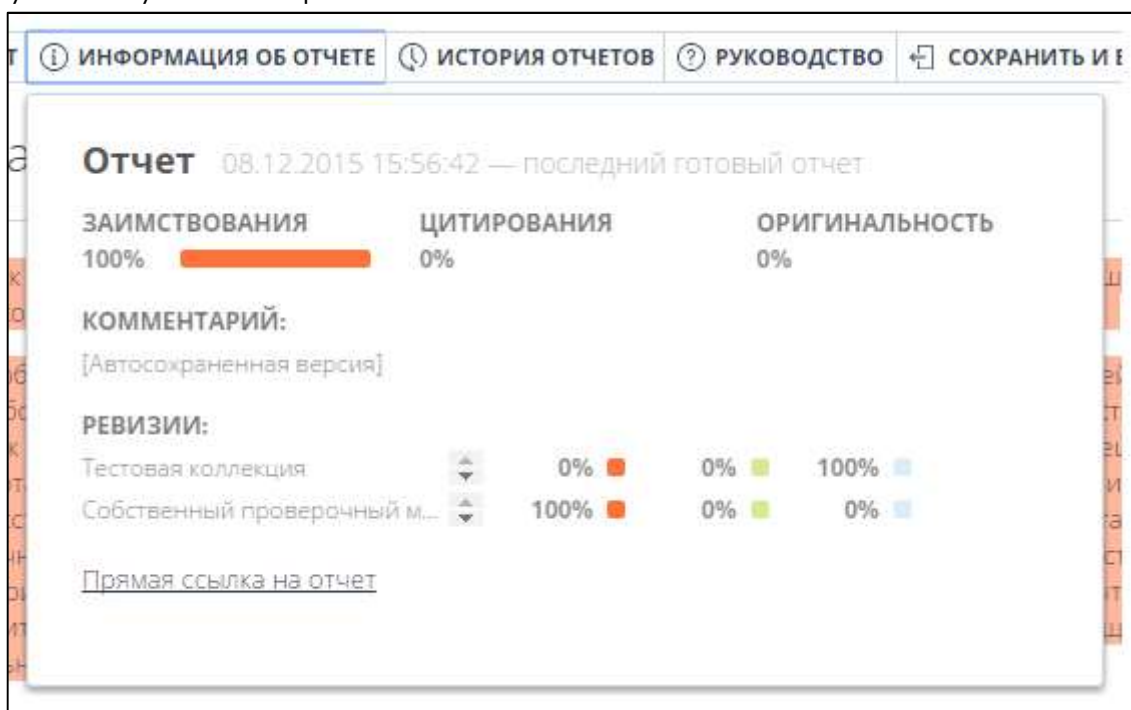 ИНФОРМАЦИЯ ОБ ОТЧЕТЕ ИСТОРИЯ ОТЧЕТОВ РУКОВОДСТВО СОХРАНИТЬ И
Отчет 08.12.2015 15:56:42 — последний готовый отчет
ЗАИМСТВОВАНИЯ ЦИТИРОВАНИЯ ОРИГИНАЛЬНОСТЬ
100% 0% 0%
КОММЕНТАРИЙ:
[Автосохраненная версия]
РЕВИЗИИ:
Тестовая коллекция 0% 0% 100%
Собственный проверочный м... 100% 0% 0%
Прямая ссылка на отчет